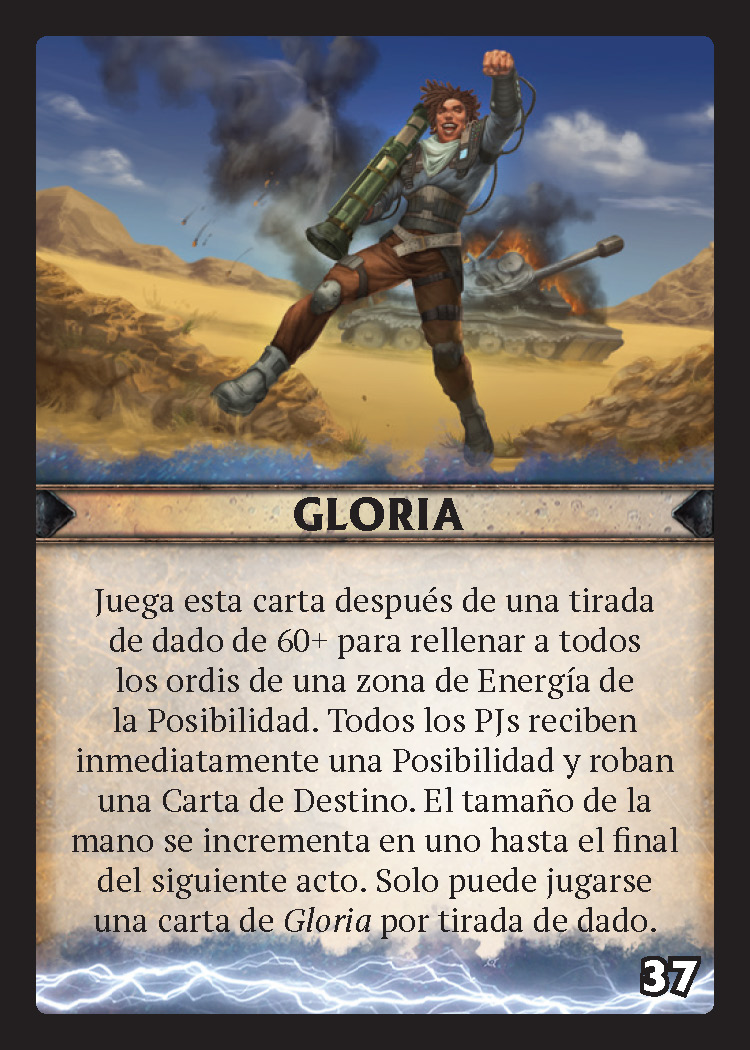 GLORIA
Juega esta carta después de una tirada
de dado de 60+ para rellenar a todos
los ordis de una zona de Energía de
la Posibilidad. Todos los PJs reciben
inmediatamente una Posibilidad y roban
una Carta de Destino. El tamaño de la
mano se incrementa en uno hasta el final
del siguiente acto. Solo puede jugarse
una carta de Gloria por tirada de dado.
37